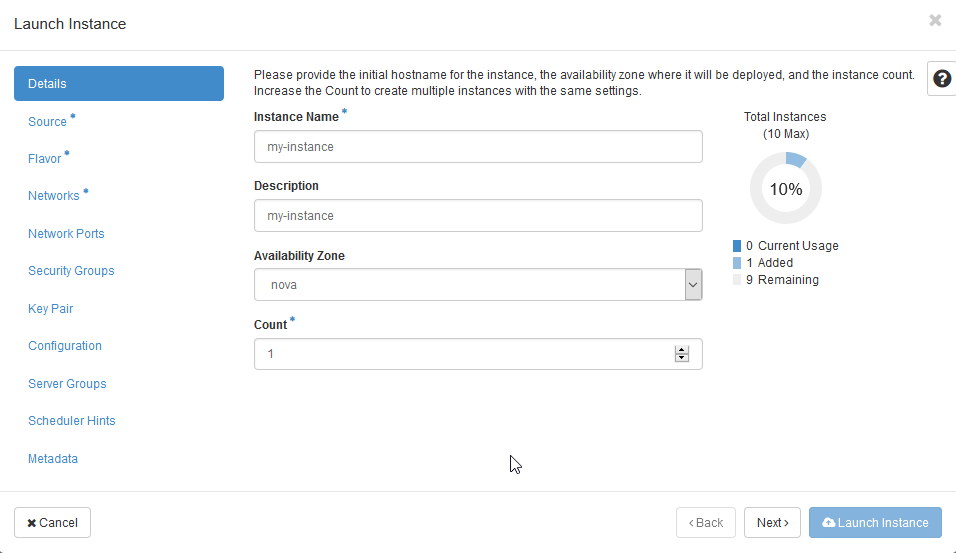 Launch Instance
Details
Source *
Flavor *
Networks *
Network Ports
Security Groups
Key Pair
Configuration
Server Groups
Scheduler Hints
Metadata
Please provide the initial hostname for the instance, the availability zone where it will be deployed, and the instance count.
Increase the Count to create multiple instances with the same settings.
Instance Name *
my-instance
Description
my-instance
Availability Zone
nova
Count *
1
Total Instances
(10 Max)
10%
0 Current Usage
1 Added
9 Remaining
✖ Cancel
‹ Back
Next ›
Launch Instance